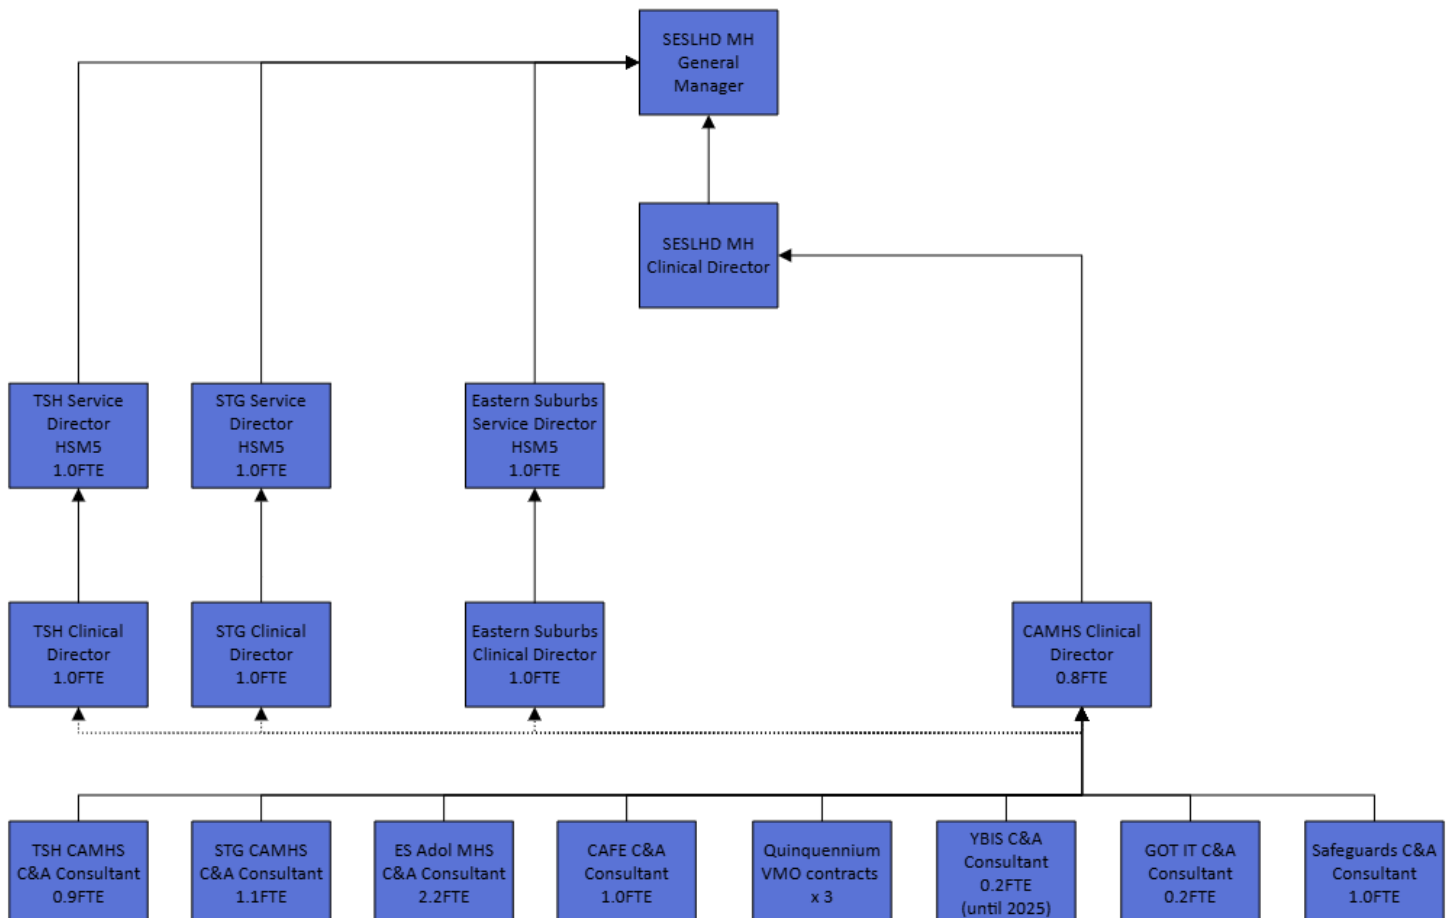 SESLHD MH
General
Manager
SESLHD MH
Clinical Director
TSH Service
Director
HSM5
1.0FTE
STG Service
Director
HSM5
1.0FTE
Eastern Suburbs
Service Director
HSM5
1.0FTE
TSH Clinical
Director
1.0FTE
STG Clinical
Director
1.0FTE
Eastern Suburbs
Clinical Director
1.0FTE
CAMHS Clinical
Director
0.8FTE
TSH CAMHS
C&A Consultant
0.9FTE
STG CAMHS
C&A Consultant
1.1FTE
ES Adol MHS
C&A Consultant
2.2FTE
CAFE C&A
Consultant
1.0FTE
Quinquennium
VMO contracts
x 3
YBIS C&A
Consultant
0.2FTE
(until 2025)
GOT IT C&A
Consultant
0.2FTE
Safeguards C&A
Consultant
1.0FTE